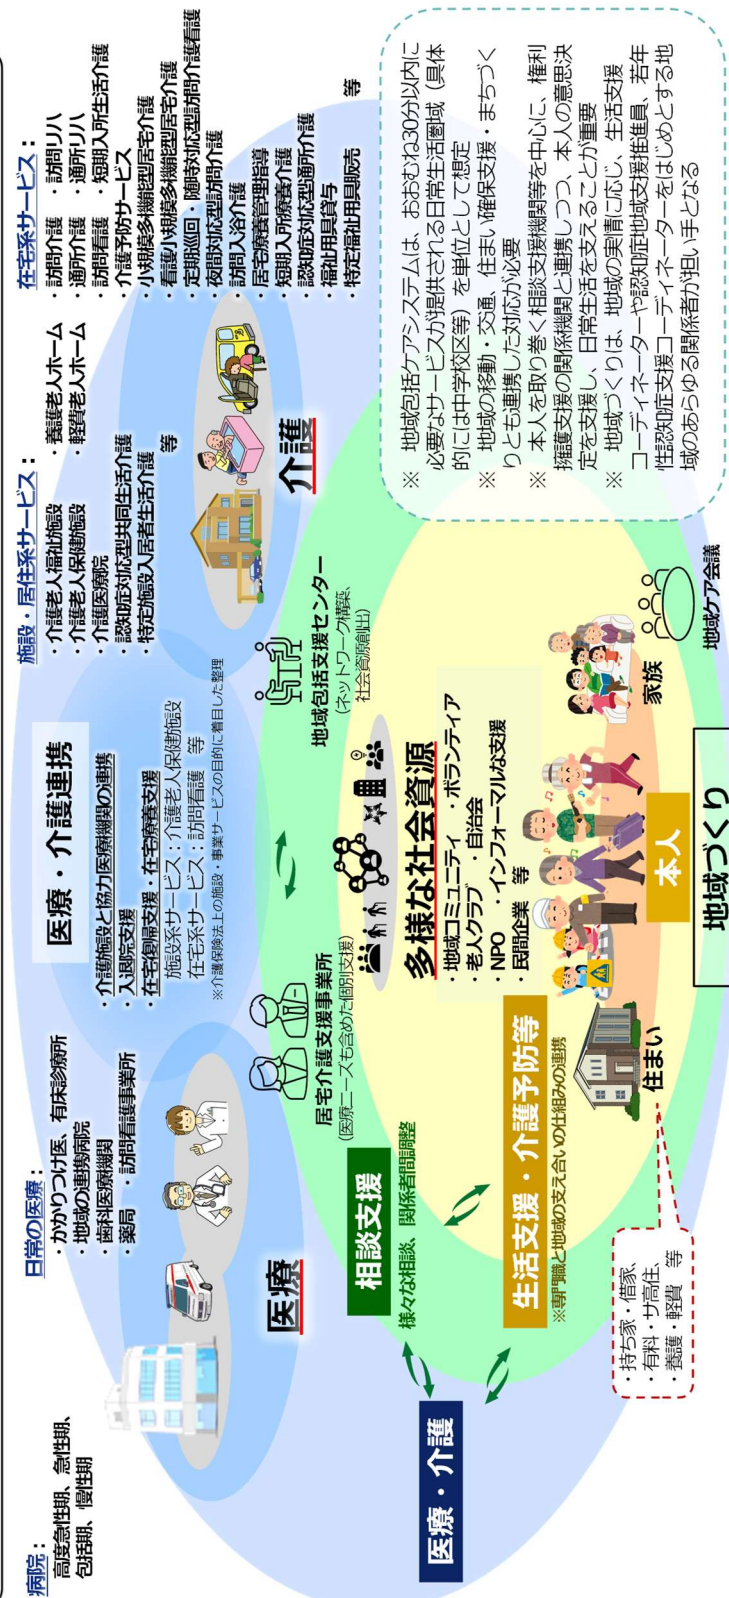 病院：
高度急性期、急性期、
包括期、慢性期
日常の医療：
・かかりつけ医、有床診療所
・地域の連携病院
・歯科医療機関
・薬局　・訪問看護事業所
医療
医療・介護連携
・介護施設と協力医療機関の連携
・入退院支援
・在宅復帰支援・在宅療養支援
施設系サービス：介護老人保健施設
在宅系サービス：訪問看護　等
※介護保険法上の施設・事業サービスの目的に着目した整理
施設・居住系サービス：
・介護老人福祉施設　・養護老人ホーム
・介護老人保健施設　・軽費老人ホーム
・介護医療院
・認知症対応型共同生活介護
・特定施設入居者生活介護　等
介護
在宅系サービス：
・訪問介護　・訪問リハ
・通所介護　・通所リハ
・訪問看護　・短期入所生活介護
・介護予防サービス
・小規模多機能型居宅介護
・看護小規模多機能型居宅介護
・定期巡回・随時対応型訪問介護看護
・夜間対応型訪問介護
・訪問入浴介護
・居宅療養管理指導
・短期入所療養介護
・認知症対応型通所介護
・福祉用具貸与
・特定福祉用具販売　等
医療・介護
相談支援
様々な相談、関係者間調整
居宅介護支援事業所
（医療ニーズも含めた個別支援）
地域包括支援センター
（ネットワーク構築、
社会資源創出）
生活支援・介護予防等
※専門職と地域の支え合いの仕組みの連携
多様な社会資源
・地域コミュニティ　・ボランティア
・老人クラブ　・自治会
・NPO　・インフォーマルな支援
・民間企業　等
住まい
・持ち家・借家、
・有料・サ高住、
・養護・軽費　等
本人
家族
地域づくり
地域ケア会議
※　地域包括ケアシステムは、おおむね30分以内に
必要なサービスが提供される日常生活圏域（具体
的には中学校区等）を単位として想定
※　地域の移動・交通、住まい確保支援・まちづく
りとも連携した対応が必要
※　本人を取り巻く相談支援機関等を中心に、権利
擁護支援の関係機関と連携しつつ、本人の意思決
定を支援し、日常生活を支えることが重要
※　地域づくりは、地域の実情に応じ、生活支援
コーディネーターや認知症地域支援推進員、若年
性認知症支援コーディネーターをはじめとする地
域のあらゆる関係者が担い手となる